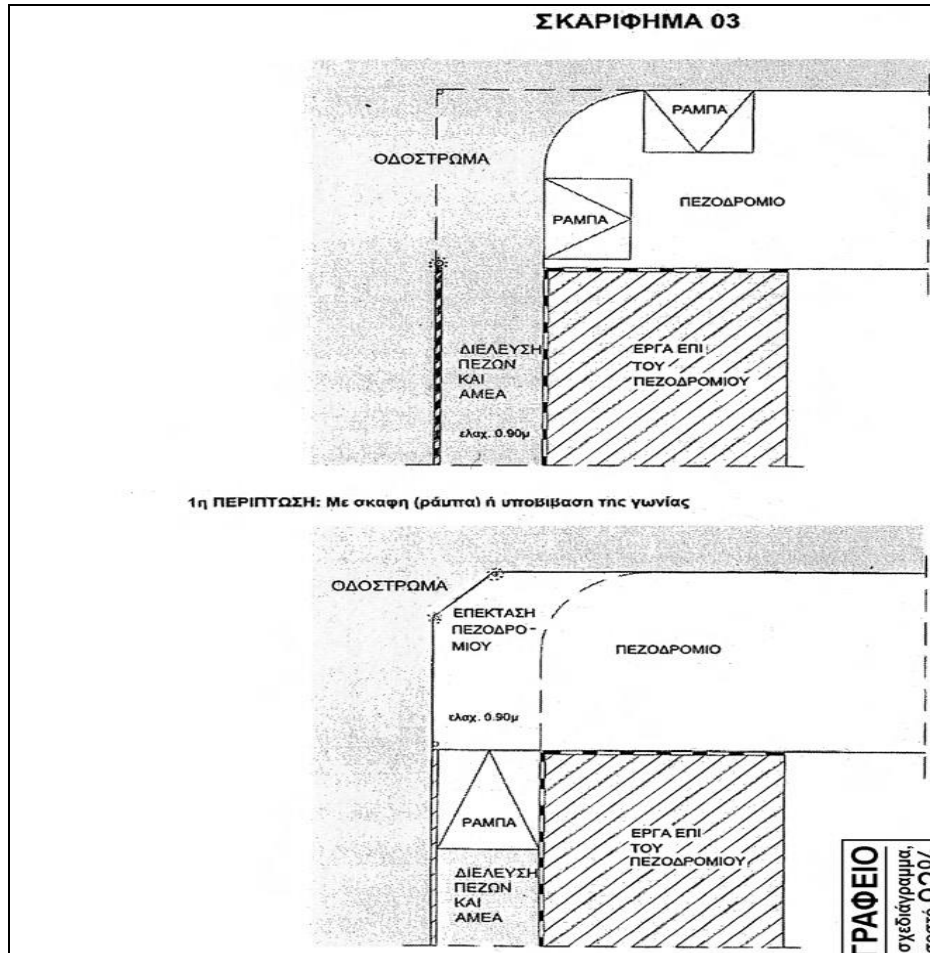 ΣΚΑΡΙΦΗΜΑ 03
ΡΑΜΠΑ
ΟΔΟΣΤΡΩΜΑ
ΠΕΖΟΔΡΟΜΙΟ
ΡΑΜΠΑ
ΔΙΕΛΕΥΣΗ
ΠΕΖΩΝ
ΚΑΙ
ΑΜΕΑ
ελαχ. 0.90μ
ΕΡΓΑ ΕΠΙ
ΤΟΥ
ΠΕΖΟΔΡΟΜΙΟΥ
1η ΠΕΡΙΠΤΩΣΗ: Με σκαφη (ράμπα) ή υποβιβαση της γωνίας
ΟΔΟΣΤΡΩΜΑ
ΕΠΕΚΤΑΣΗ
ΠΕΖΟΔΡΟ-
ΜΙΟΥ
ΠΕΖΟΔΡΟΜΙΟ
ελαχ. 0.90μ
ΡΑΜΠΑ
ΕΡΓΑ ΕΠΙ
ΤΟΥ
ΠΕΖΟΔΡΟΜΙΟΥ
ΔΙΕΛΕΥΣΗ
ΠΕΖΩΝ
ΚΑΙ
ΑΜΕΑ
ΓΡΑΦΕΙΟ
σχεδιάγραμμα,